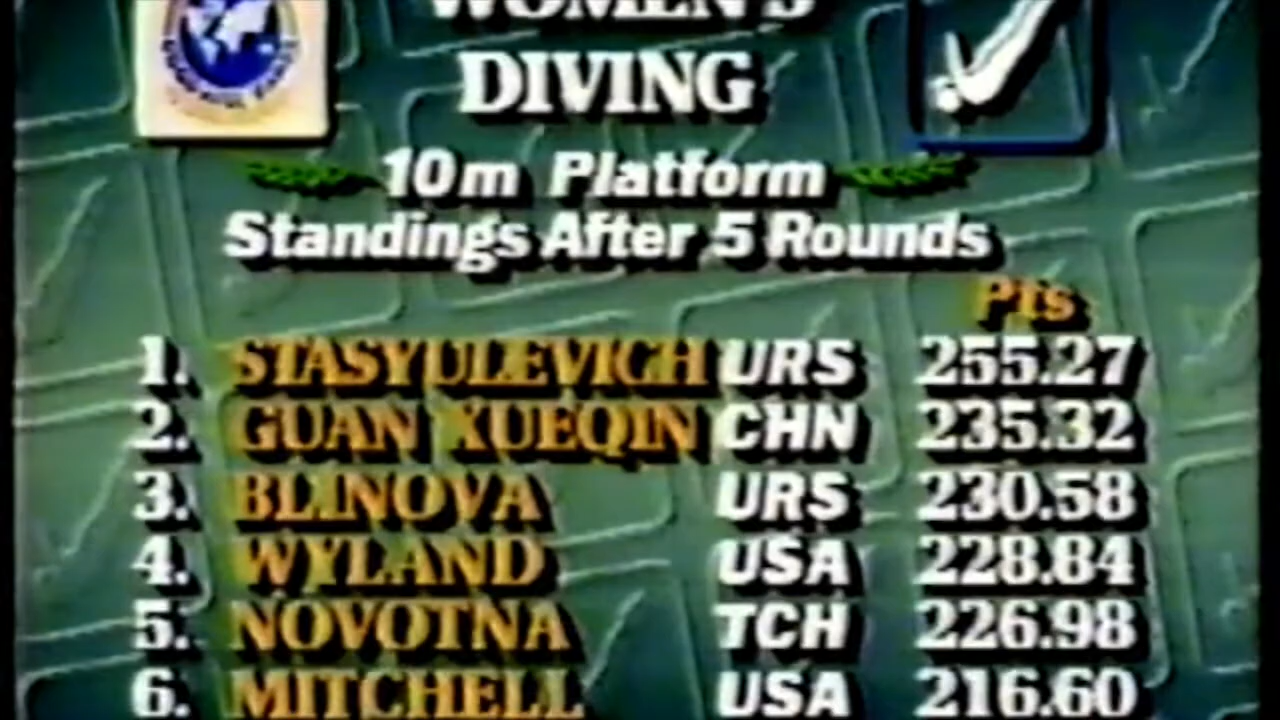 WOMEN'S
DIVING
10m Platform
Standings After 5 Rounds
Pts
1. STASYULEVICH URS 255.27
2. GUAN XUEQIN CHN 235.32
3. BLINOVA URS 230.58
4. WYLAND USA 228.84
5. NOVOTNA TCH 226.98
6. MITCHELL USA 216.60